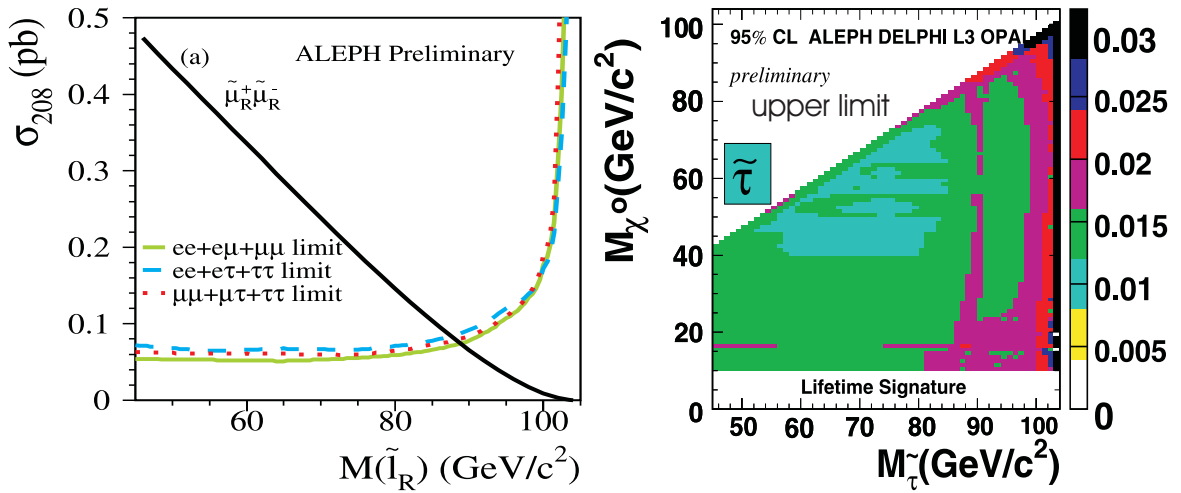 0.5
0.4
0.3
0.2
0.1
0
σ208 (pb)
(a)
ALEPH Preliminary
μ̃R+ μ̃R-
ee+eμ+μμ limit
ee+eτ+ττ limit
μμ+μτ+ττ limit
60 80 100
M(l̃R) (GeV/c²)
100
80
60
40
20
0
Mχo(GeV/c²)
95% CL ALEPH DELPHI L3 OPAL
preliminary
upper limit
τ̃
Lifetime Signature
50 60 70 80 90 100
Mτ̃(GeV/c²)
0.03
0.025
0.02
0.015
0.01
0.005
0